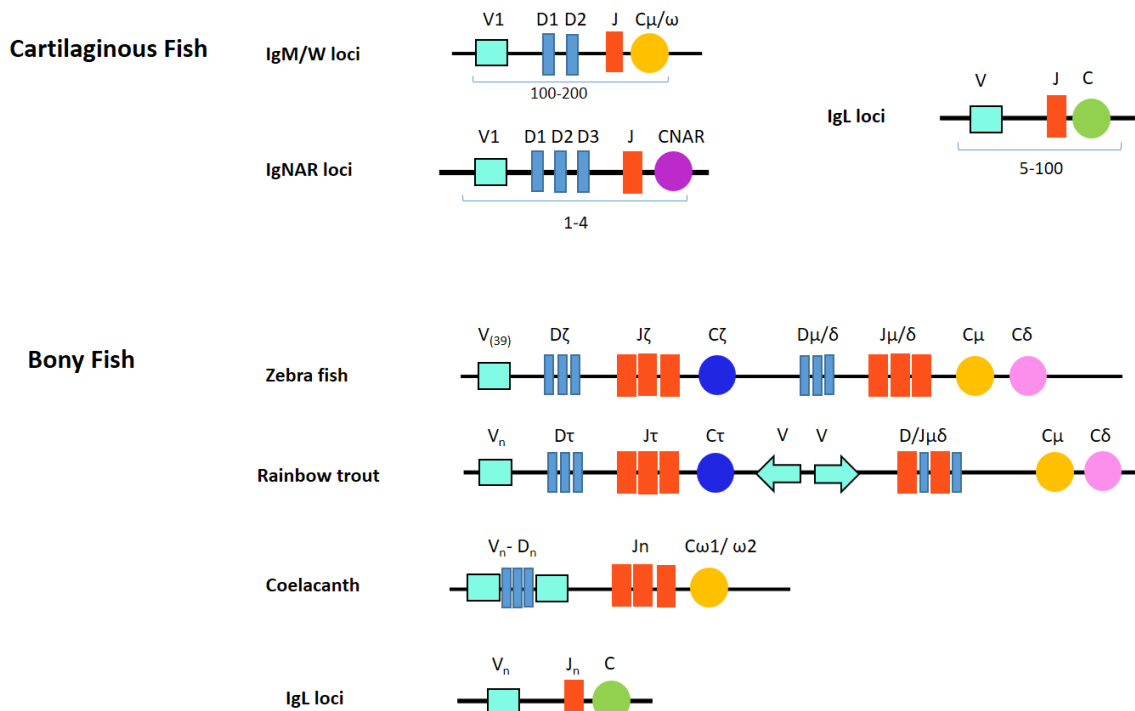 Cartilaginous Fish
IgM/W loci
V1 D1 D2 J Cμ/ω
100-200
IgL loci
V J C
5-100
IgNAR loci
V1 D1 D2 D3 J CNAR
1-4
Bony Fish
Zebra fish
V(39) Dζ Jζ Cζ Dμ/δ Jμ/δ Cμ Cδ
Rainbow trout
Vn Dτ Jτ Cτ V V D/Jμδ Cμ Cδ
Coelacanth
Vn- Dn Jn Cω1/ ω2
IgL loci
Vn Jn C